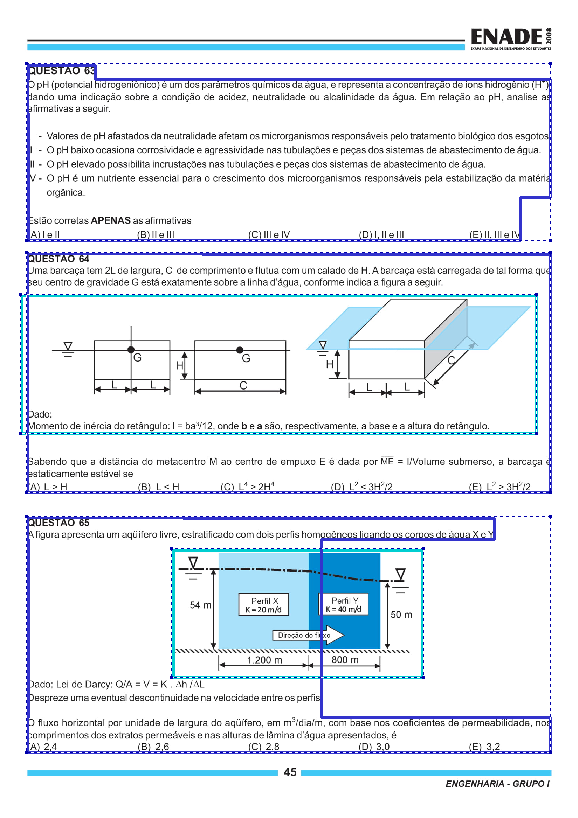 ENADE 2008
EXAME NACIONAL DE DESEMPENHO DOS ESTUDANTES
QUESTÃO 63
O pH (potencial hidrogeniônico) é um dos parâmetros químicos da água, e representa a concentração de íons hidrogênio (H⁺)
dando uma indicação sobre a condição de acidez, neutralidade ou alcalinidade da água. Em relação ao pH, analise as
afirmativas a seguir.
- Valores de pH afastados da neutralidade afetam os microrganismos responsáveis pelo tratamento biológico dos esgotos
II - O pH baixo ocasiona corrosividade e agressividade nas tubulações e peças dos sistemas de abastecimento de água.
III - O pH elevado possibilita incrustações nas tubulações e peças dos sistemas de abastecimento de água.
IV - O pH é um nutriente essencial para o crescimento dos microorganismos responsáveis pela estabilização da matéria
orgânica.
Estão corretas APENAS as afirmativas
(A) I e II (B) II e III (C) III e IV (D) I, II e III (E) II, III e IV
QUESTÃO 64
Uma barcaça tem 2L de largura, C de comprimento e flutua com um calado de H. A barcaça está carregada de tal forma que
seu centro de gravidade G está exatamente sobre a linha d'água, conforme indica a figura a seguir.
G H G H
L L C L L C
Dado:
Momento de inércia do retângulo: I = ba³/12, onde b e a são, respectivamente, a base e a altura do retângulo.
Sabendo que a distância do metacentro M ao centro de empuxo E é dada por ME = I/Volume submerso, a barcaça é
estaticamente estável se
(A) L > H (B) L < H (C) L⁴ > 2H⁴ (D) L² < 3H²/2 (E) L² > 3H²/2
QUESTÃO 65
A figura apresenta um aqüífero livre, estratificado com dois perfis homogêneos ligando os corpos de água X e Y
54 m
Perfil X
K = 20 m/d
Perfil Y
K = 40 m/d
50 m
Direção do fluxo
1.200 m 800 m
Dado: Lei de Darcy: Q/A = V = K . Δh /ΔL
Despreze uma eventual descontinuidade na velocidade entre os perfis
O fluxo horizontal por unidade de largura do aqüífero, em m³/dia/m, com base nos coeficientes de permeabilidade, nos
comprimentos dos extratos permeáveis e nas alturas de lâmina d'água apresentados, é
(A) 2,4 (B) 2,6 (C) 2,8 (D) 3,0 (E) 3,2
45
ENGENHARIA - GRUPO I